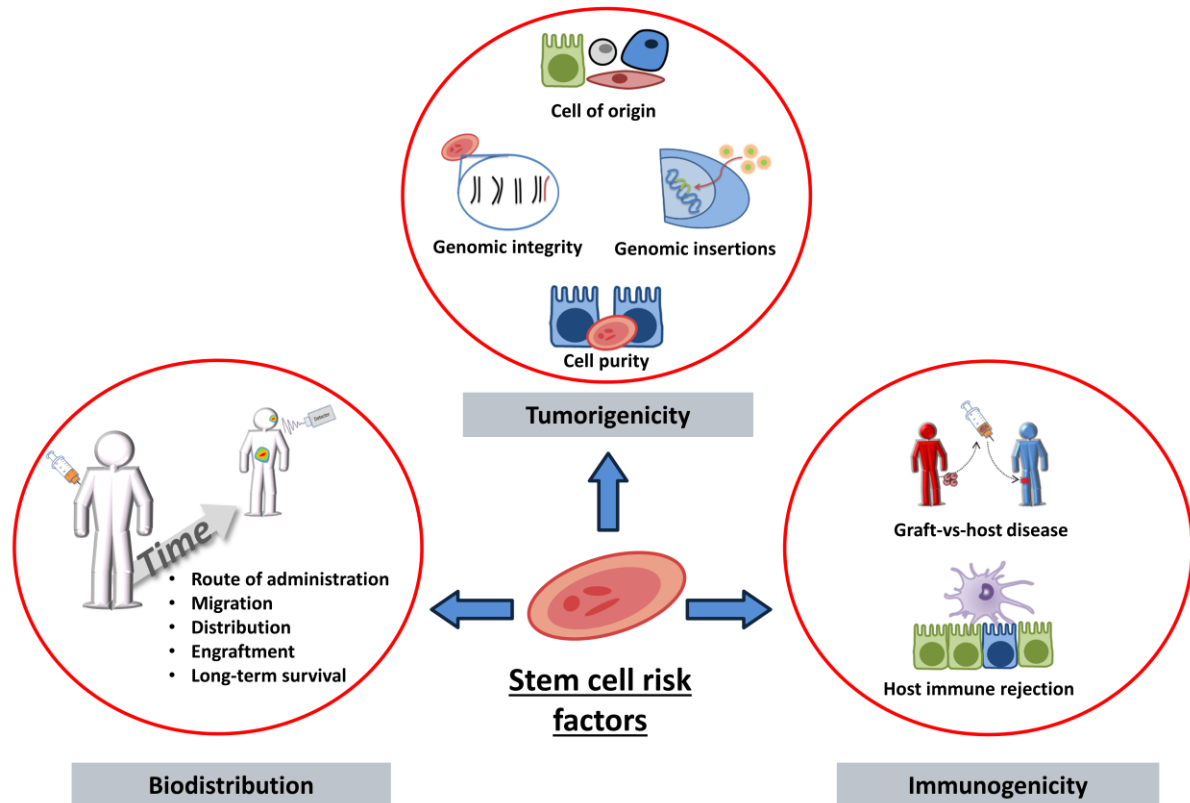 Cell of origin
Genomic integrity
Genomic insertions
Cell purity
Tumorigenicity
Detector
Time
• Route of administration
• Migration
• Distribution
• Engraftment
• Long-term survival
Biodistribution
Stem cell risk
factors
Graft-vs-host disease
Host immune rejection
Immunogenicity